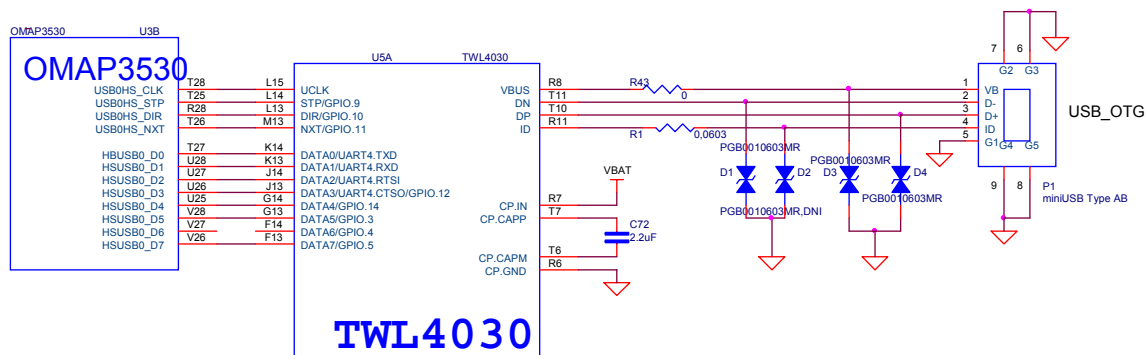 OMAP3530 U3B
OMAP3530
USB0HS_CLK T28
USB0HS_STP T25
USB0HS_DIR R28
USB0HS_NXT T26
HBUSB0_D0 T27
HSUSB0_D1 U28
HSUSB0_D2 U27
HSUSB0_D3 U26
HSUSB0_D4 U25
HSUSB0_D5 V28
HSUSB0_D6 V27
HSUSB0_D7 V26
U5A TWL4030
L15 UCLK
L14 STP/GPIO.9
L13 DIR/GPIO.10
M13 NXT/GPIO.11
K14 DATA0/UART4.TXD
K13 DATA1/UART4.RXD
J14 DATA2/UART4.RTSI
J13 DATA3/UART4.CTSO/GPIO.12
G14 DATA4/GPIO.14
G13 DATA5/GPIO.3
F14 DATA6/GPIO.4
F13 DATA7/GPIO.5
VBUS R8
DN T11
DP T10
ID R11
CP.IN R7
CP.CAPP T7
CP.CAPM T6
CP.GND R6
TWL4030
R43 0
R1 0,0603
VBAT
C72
2.2uF
PGB0010603MR
D1 D2
PGB0010603MR,DNI
PGB0010603MR
D3 D4
PGB0010603MR
7 6
G2 G3
1 VB
2 D-
3 D+
4 ID
5 G1
G4 G5
9 8
USB_OTG
P1
miniUSB Type AB